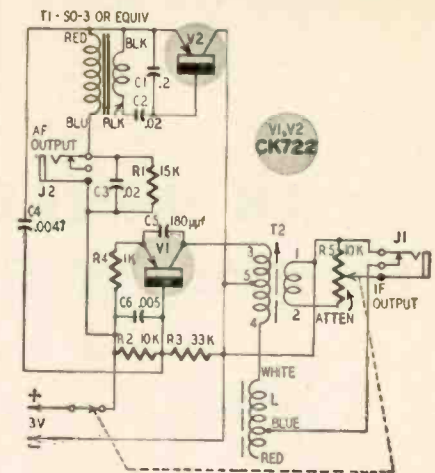 T1 - SO-3 OR EQUIV
RED
BLK
V2
C1 .2
C2 .02
BLU
BLK
V1, V2
CK722
AF
OUTPUT
J2
R1
15K
C3
.02
C4
.0047
C5
180µµf
V1
R4
1K
C6 .005
R2 10K
R3 33K
T2
3
5
4
1
2
R5
10K
J1
IF
OUTPUT
ATTEN
WHITE
L
BLUE
RED
+
3V
−